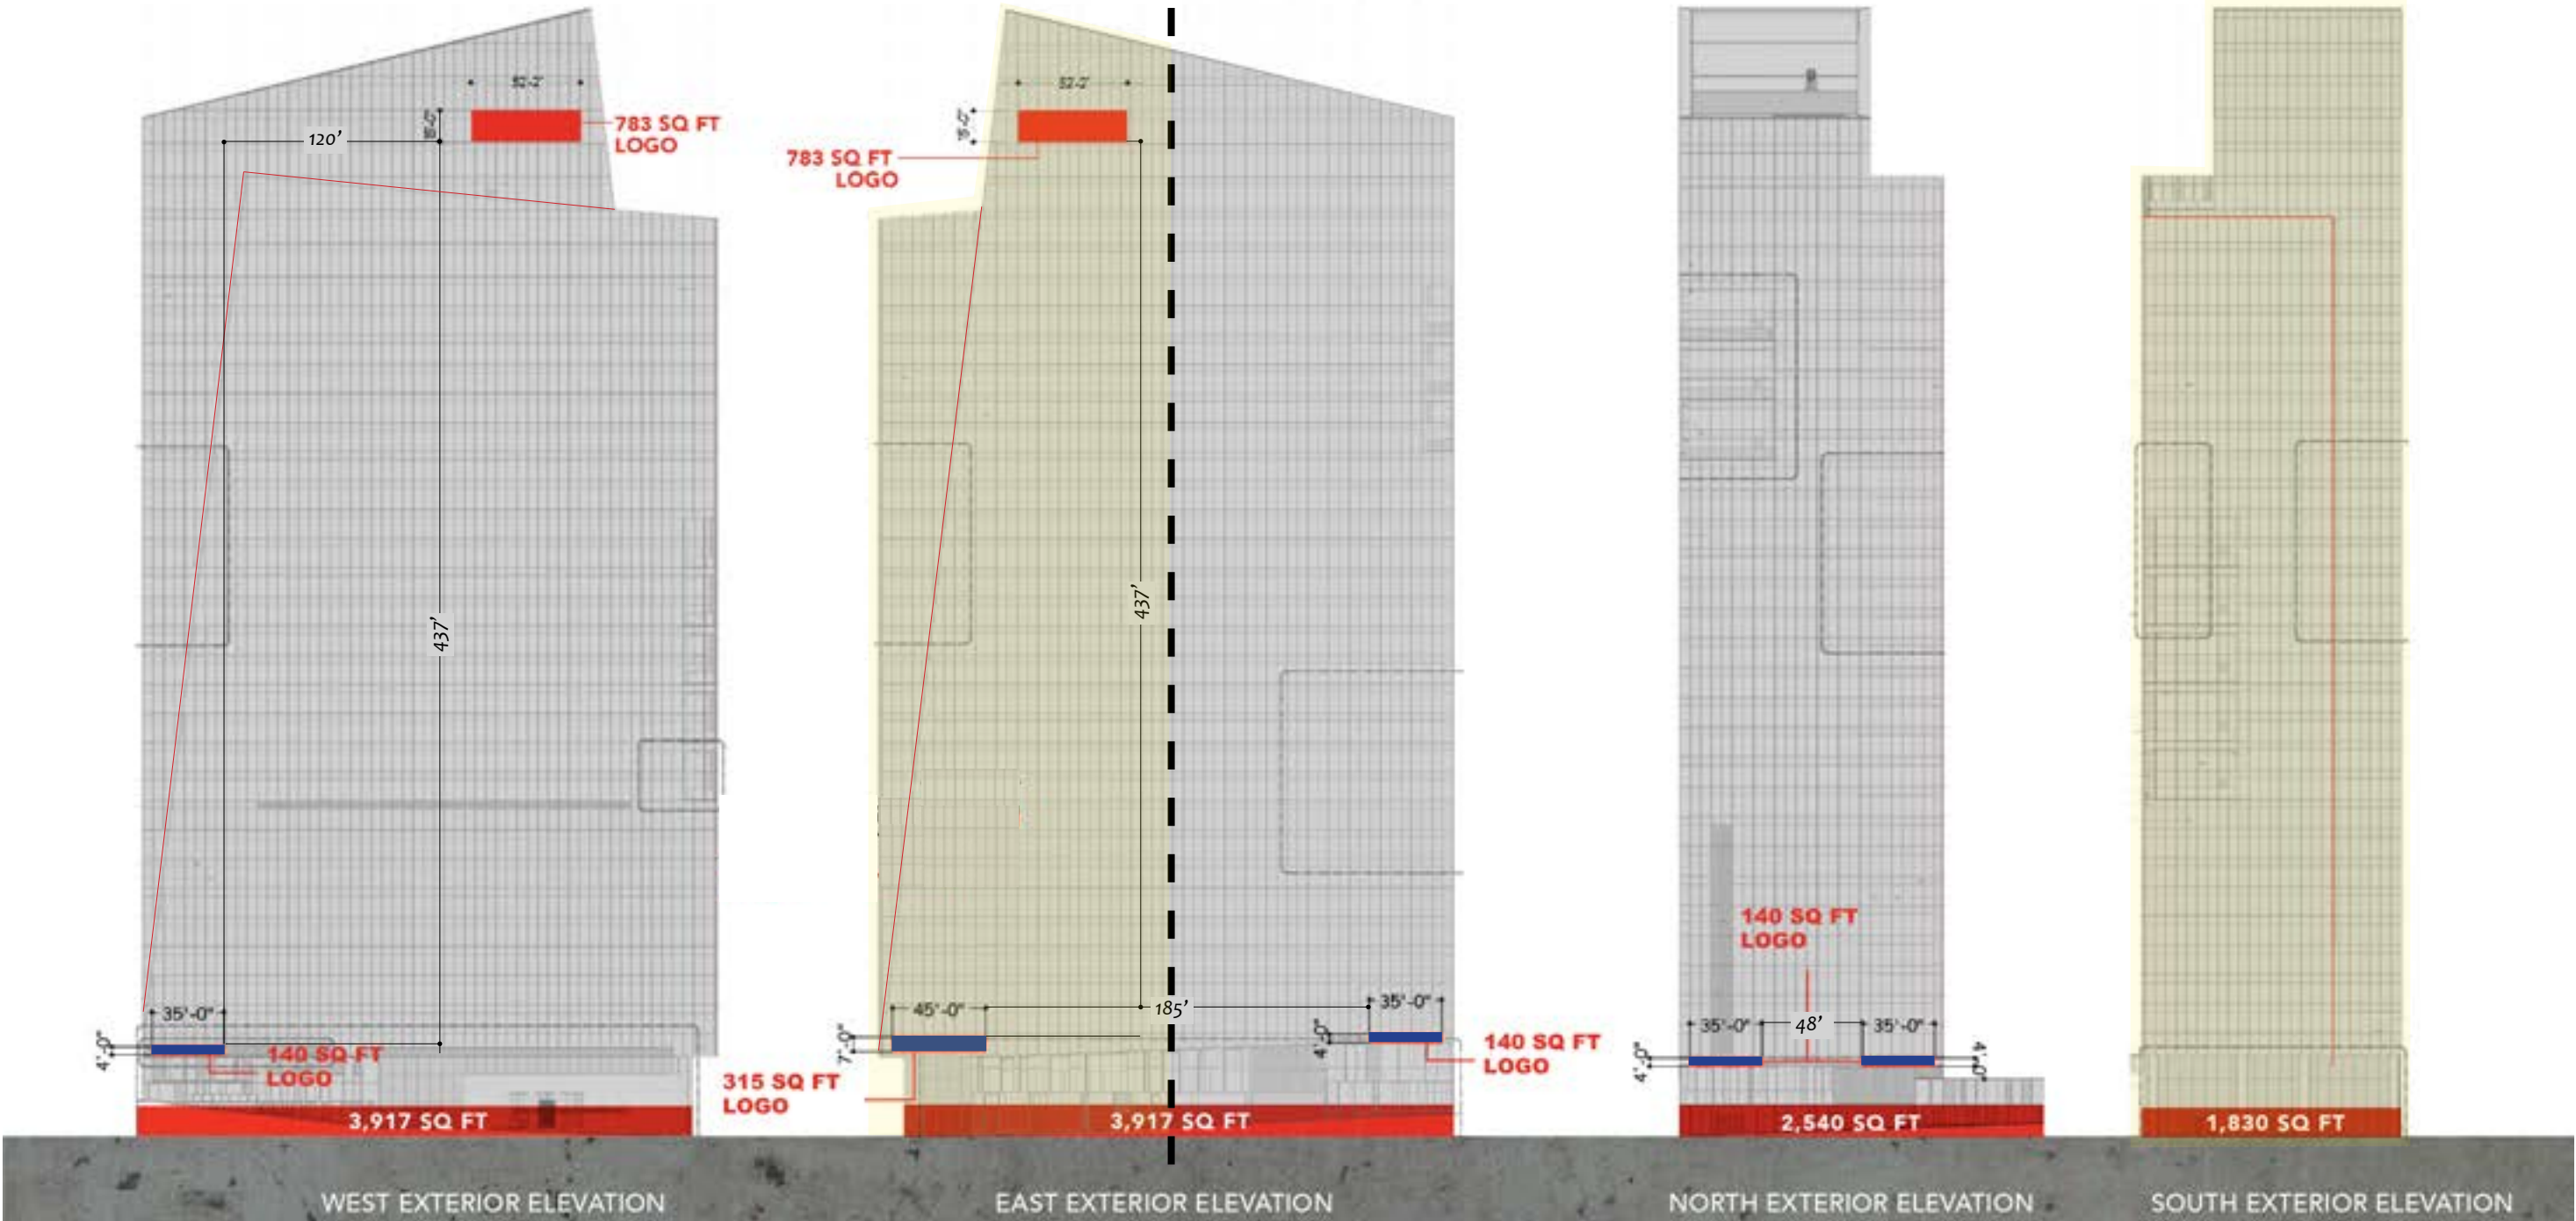 52'-2"
15'-0"
783 SQ FT
LOGO
120'
437'
35'-0"
4'-0"
140 SQ FT
LOGO
3,917 SQ FT
WEST EXTERIOR ELEVATION
52'-2"
15'-0"
783 SQ FT
LOGO
437'
45'-0"
185'
35'-0"
7'-0"
4'-0"
315 SQ FT
LOGO
140 SQ FT
LOGO
3,917 SQ FT
EAST EXTERIOR ELEVATION
140 SQ FT
LOGO
35'-0"
48'
35'-0"
4'-0"
4'-0"
2,540 SQ FT
NORTH EXTERIOR ELEVATION
1,830 SQ FT
SOUTH EXTERIOR ELEVATION